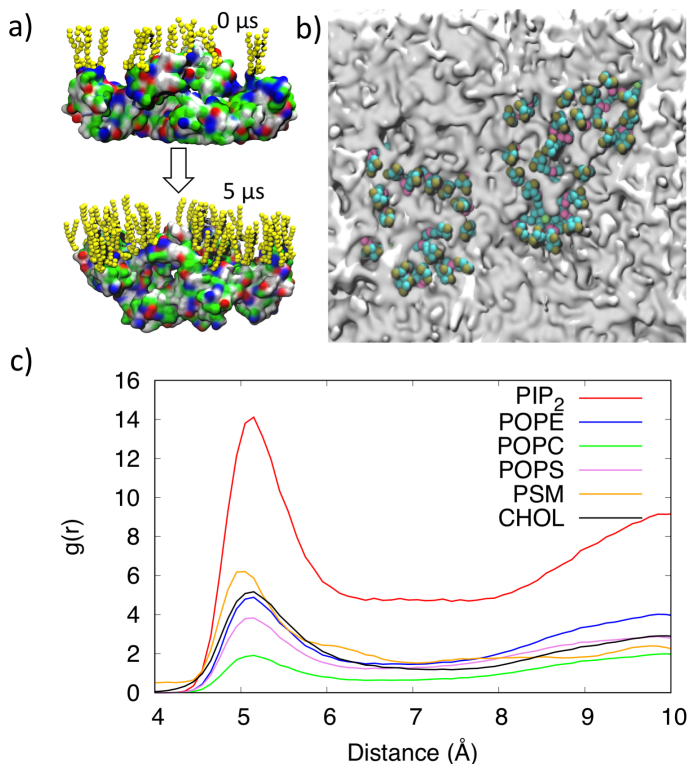 a)
0 μs
5 μs
b)
c)
g(r)
16
14
12
10
8
6
4
2
0
PIP₂
POPE
POPC
POPS
PSM
CHOL
4 5 6 7 8 9 10
Distance (Å)